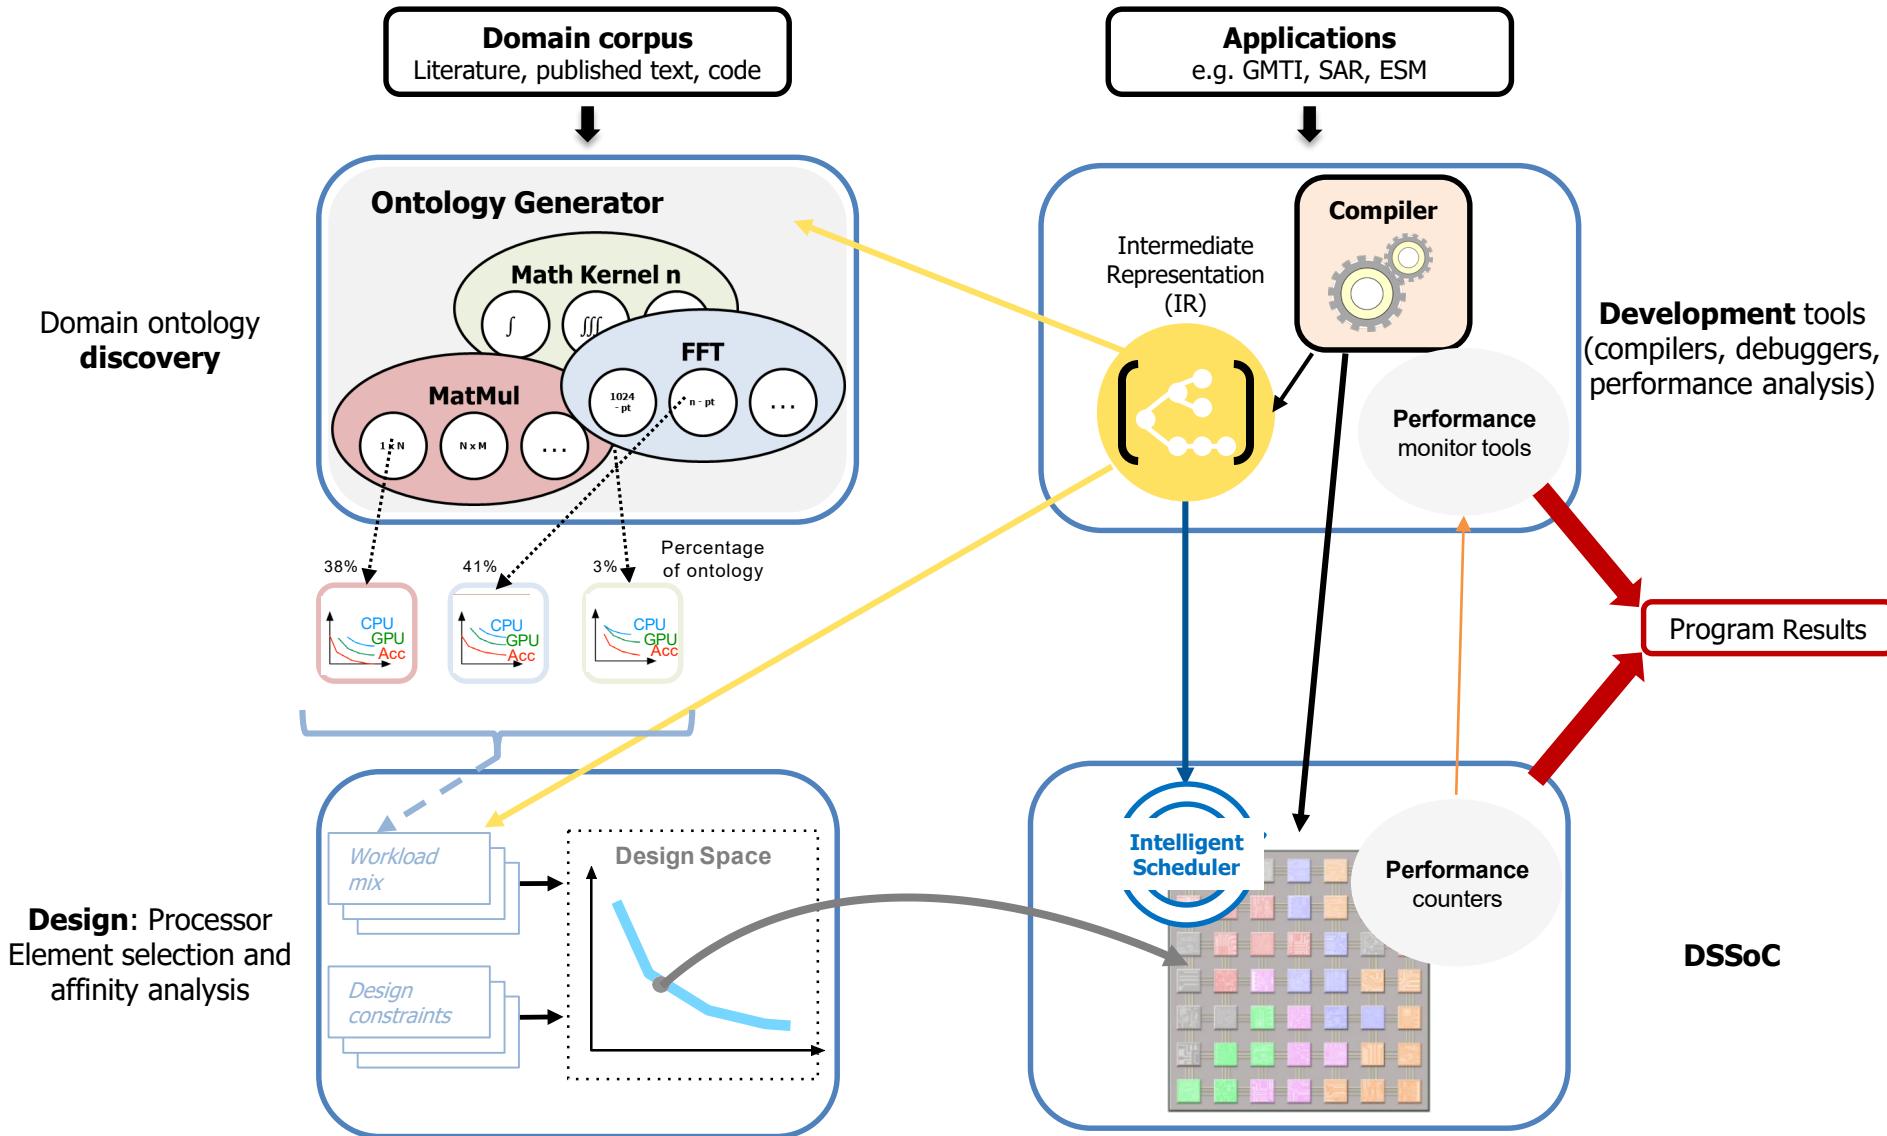 Domain corpus
Literature, published text, code
Applications
e.g. GMTI, SAR, ESM
Ontology Generator
Math Kernel n
∫
∭
FFT
1024
- pt
n - pt
...
MatMul
1 x N
N x M
...
Domain ontology
discovery
Compiler
Intermediate
Representation
(IR)
Performance
monitor tools
Development tools
(compilers, debuggers,
performance analysis)
38%
41%
3%
Percentage
of ontology
CPU
GPU
Acc
CPU
GPU
Acc
CPU
GPU
Acc
Program Results
Workload
mix
Design
constraints
Design Space
Design: Processor
Element selection and
affinity analysis
Intelligent
Scheduler
Performance
counters
DSSoC